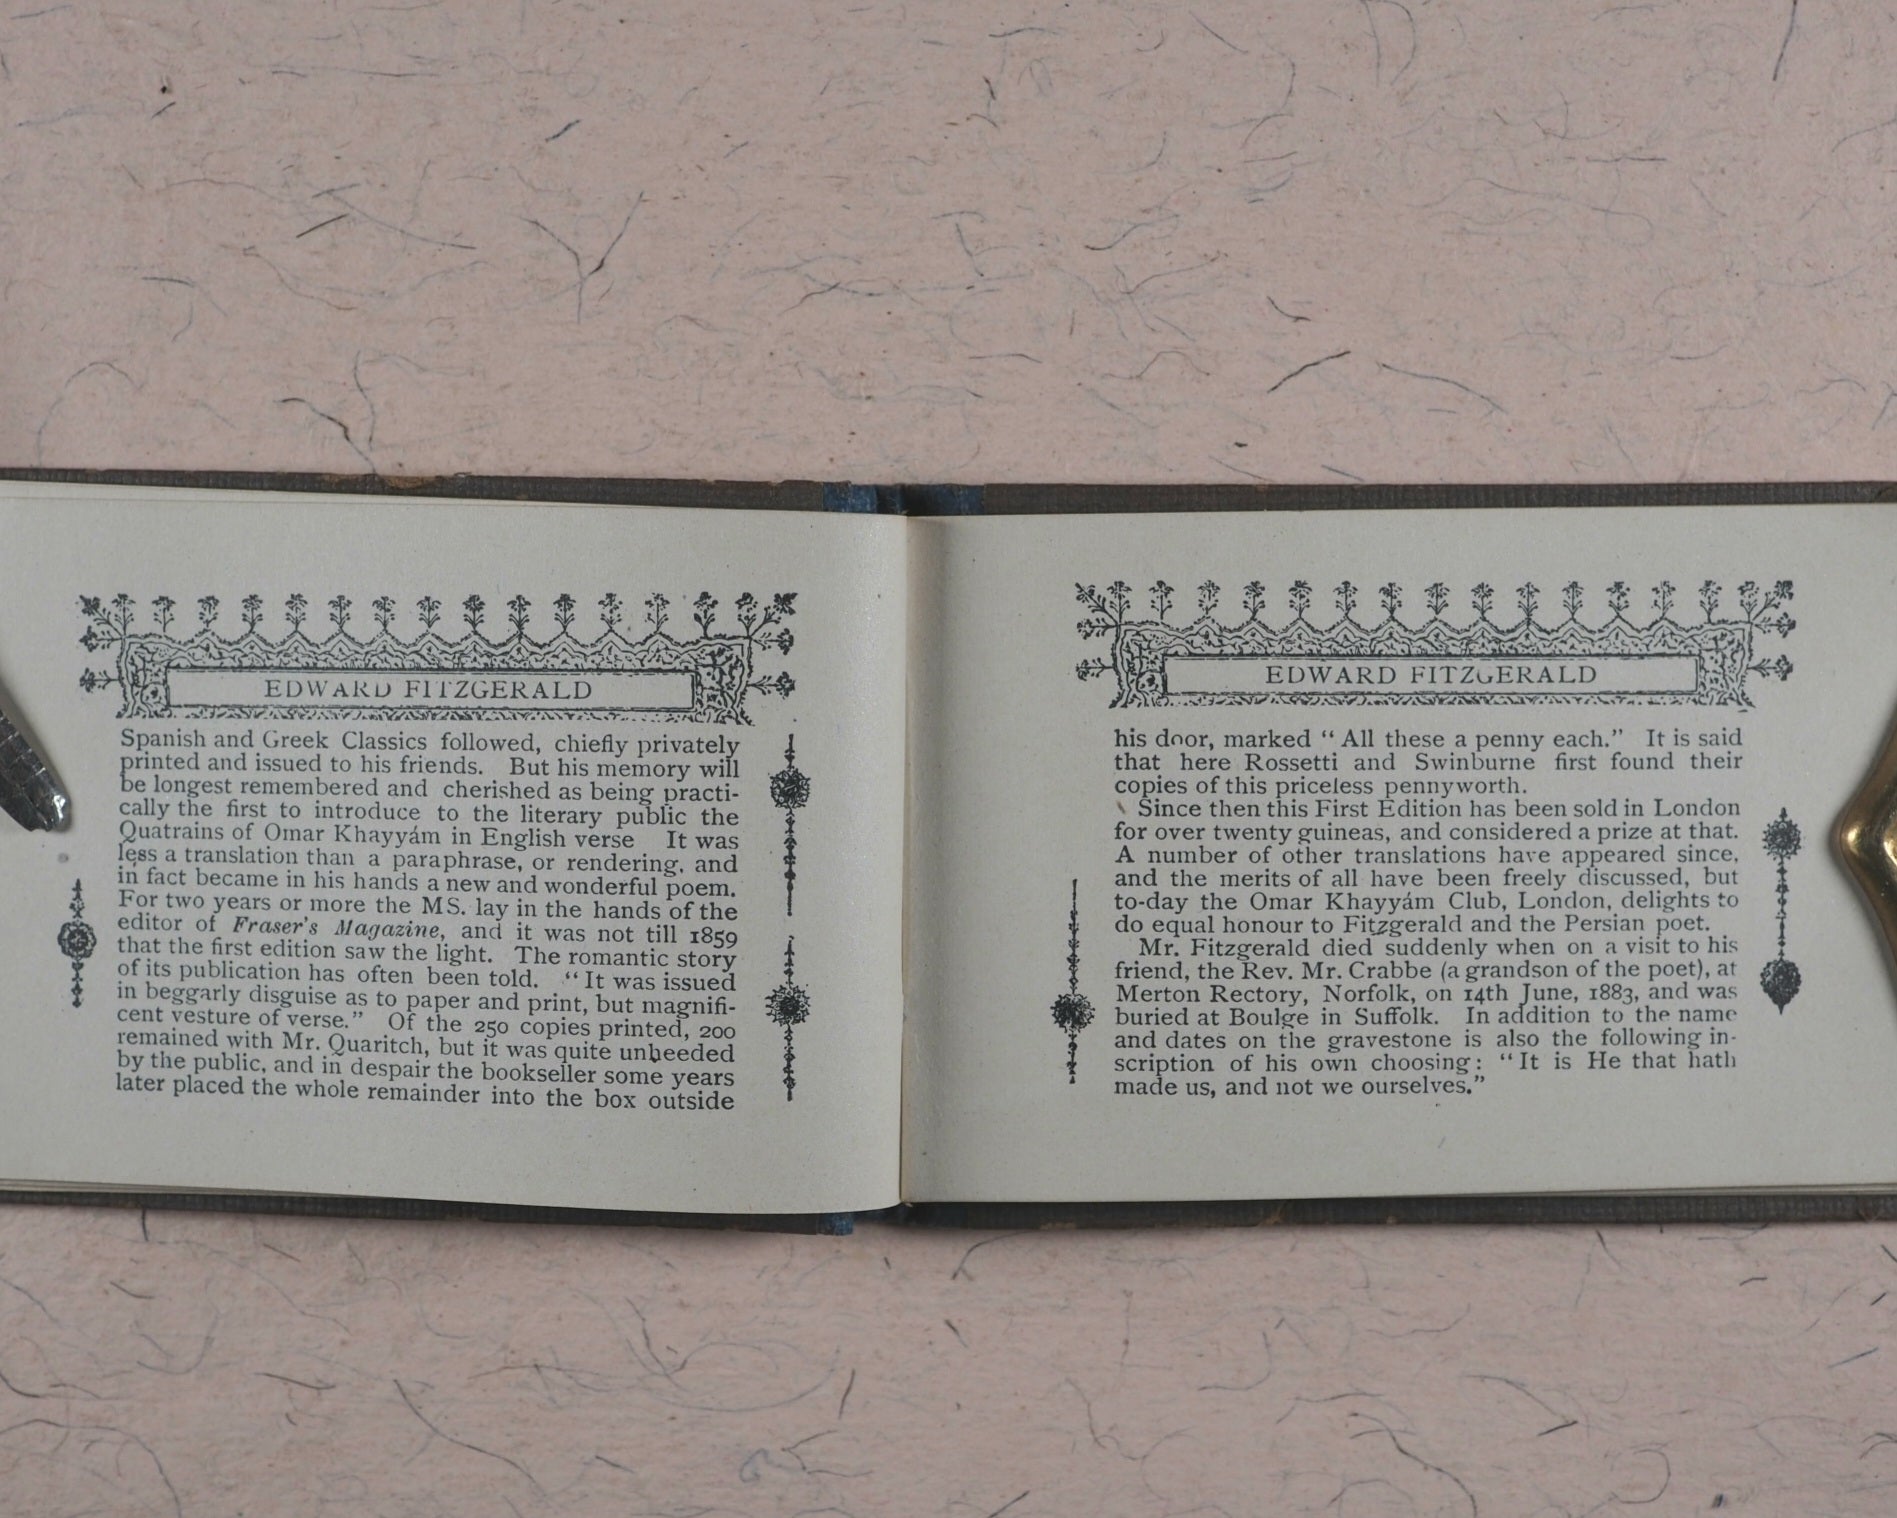 EDWARD FITZGERALD
Spanish and Greek Classics followed, chiefly privately
printed and issued to his friends. But his memory will
be longest remembered and cherished as being practi-
cally the first to introduce to the literary public the
Quatrains of Omar Khayyám in English verse It was
less a translation than a paraphrase, or rendering, and
in fact became in his hands a new and wonderful poem.
For two years or more the MS. lay in the hands of the
editor of Fraser's Magazine, and it was not till 1859
that the first edition saw the light. The romantic story
of its publication has often been told. “It was issued
in beggarly disguise as to paper and print, but magnifi-
cent vesture of verse.” Of the 250 copies printed, 200
remained with Mr. Quaritch, but it was quite unheeded
by the public, and in despair the bookseller some years
later placed the whole remainder into the box outside
EDWARD FITZGERALD
his door, marked “All these a penny each.” It is said
that here Rossetti and Swinburne first found their
copies of this priceless pennyworth.
Since then this First Edition has been sold in London
for over twenty guineas, and considered a prize at that.
A number of other translations have appeared since,
and the merits of all have been freely discussed, but
to-day the Omar Khayyám Club, London, delights to
do equal honour to Fitzgerald and the Persian poet.
Mr. Fitzgerald died suddenly when on a visit to his
friend, the Rev. Mr. Crabbe (a grandson of the poet), at
Merton Rectory, Norfolk, on 14th June, 1883, and was
buried at Boulge in Suffolk. In addition to the name
and dates on the gravestone is also the following in-
scription of his own choosing: “It is He that hath
made us, and not we ourselves.”